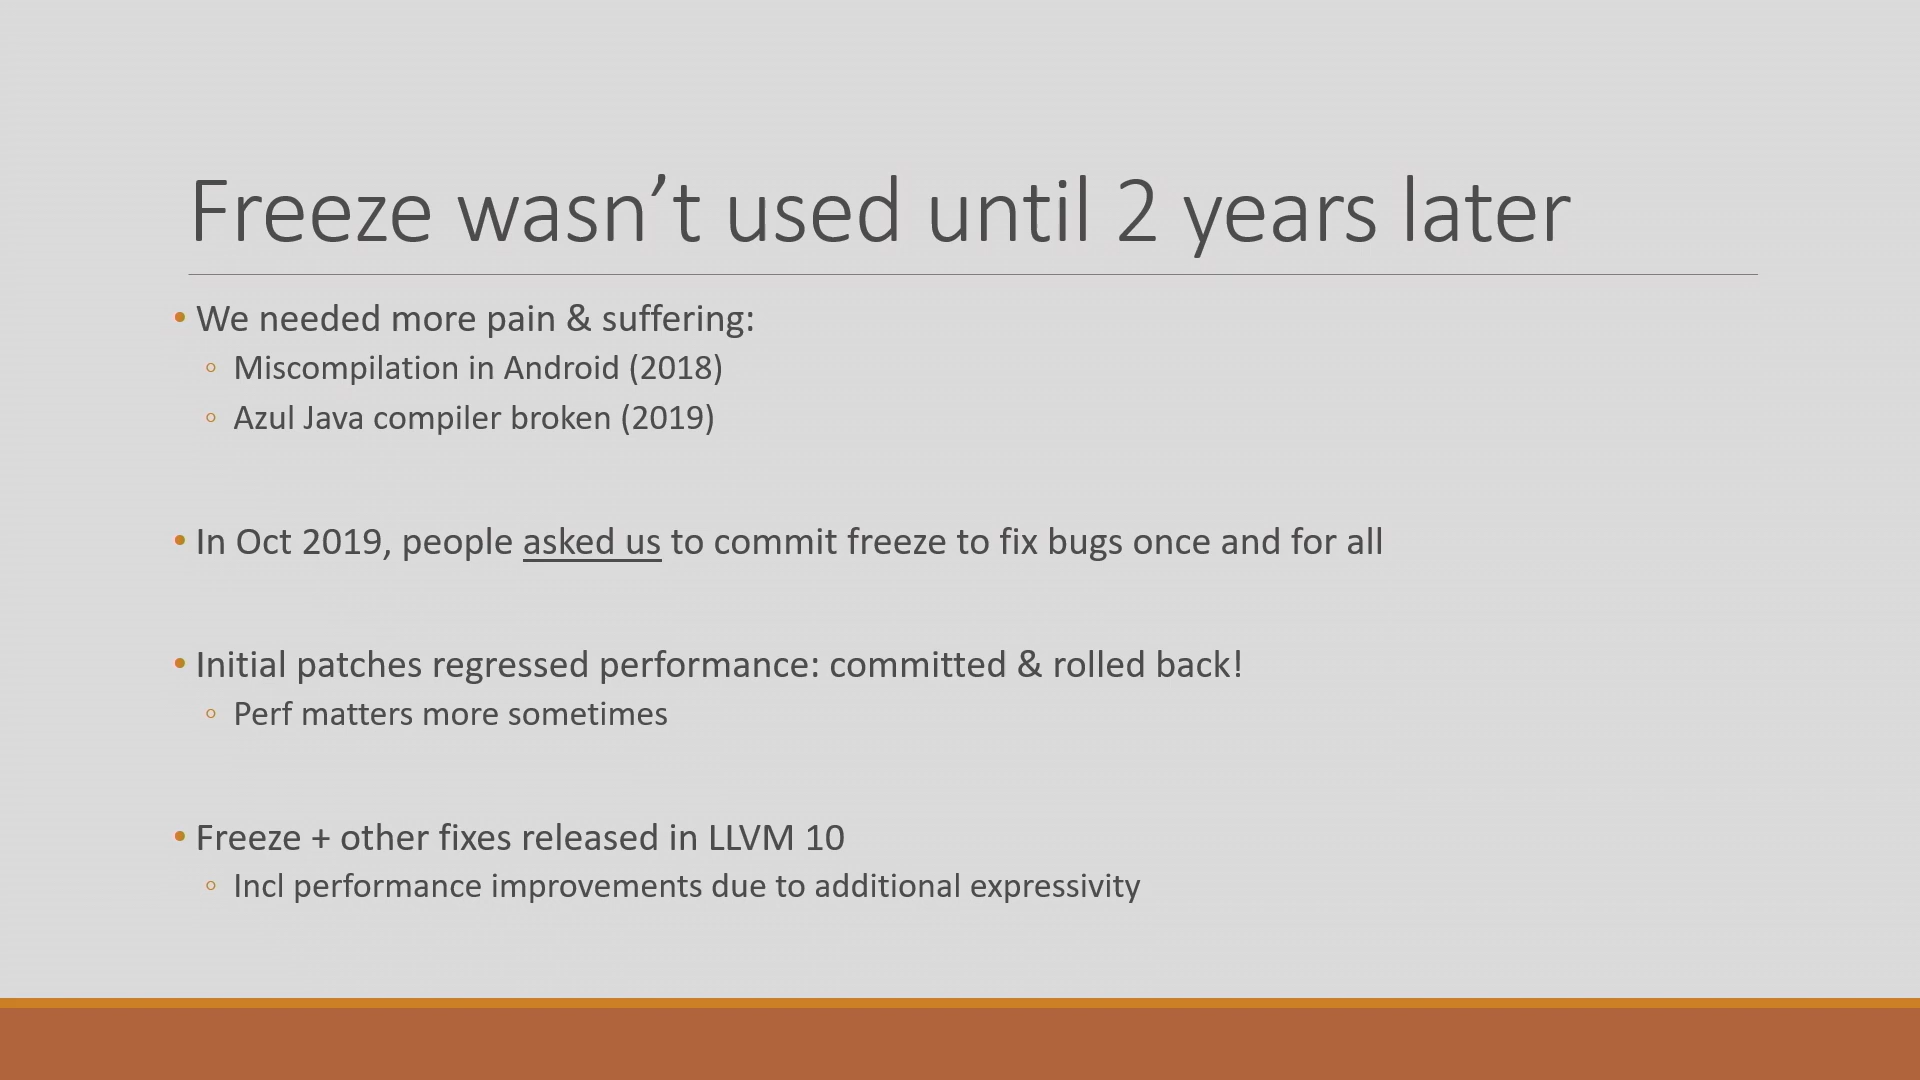 Freeze wasn’t used until 2 years later
• We needed more pain & suffering:
◦ Miscompilation in Android (2018)
◦ Azul Java compiler broken (2019)
• In Oct 2019, people asked us to commit freeze to fix bugs once and for all
• Initial patches regressed performance: committed & rolled back!
◦ Perf matters more sometimes
• Freeze + other fixes released in LLVM 10
◦ Incl performance improvements due to additional expressivity